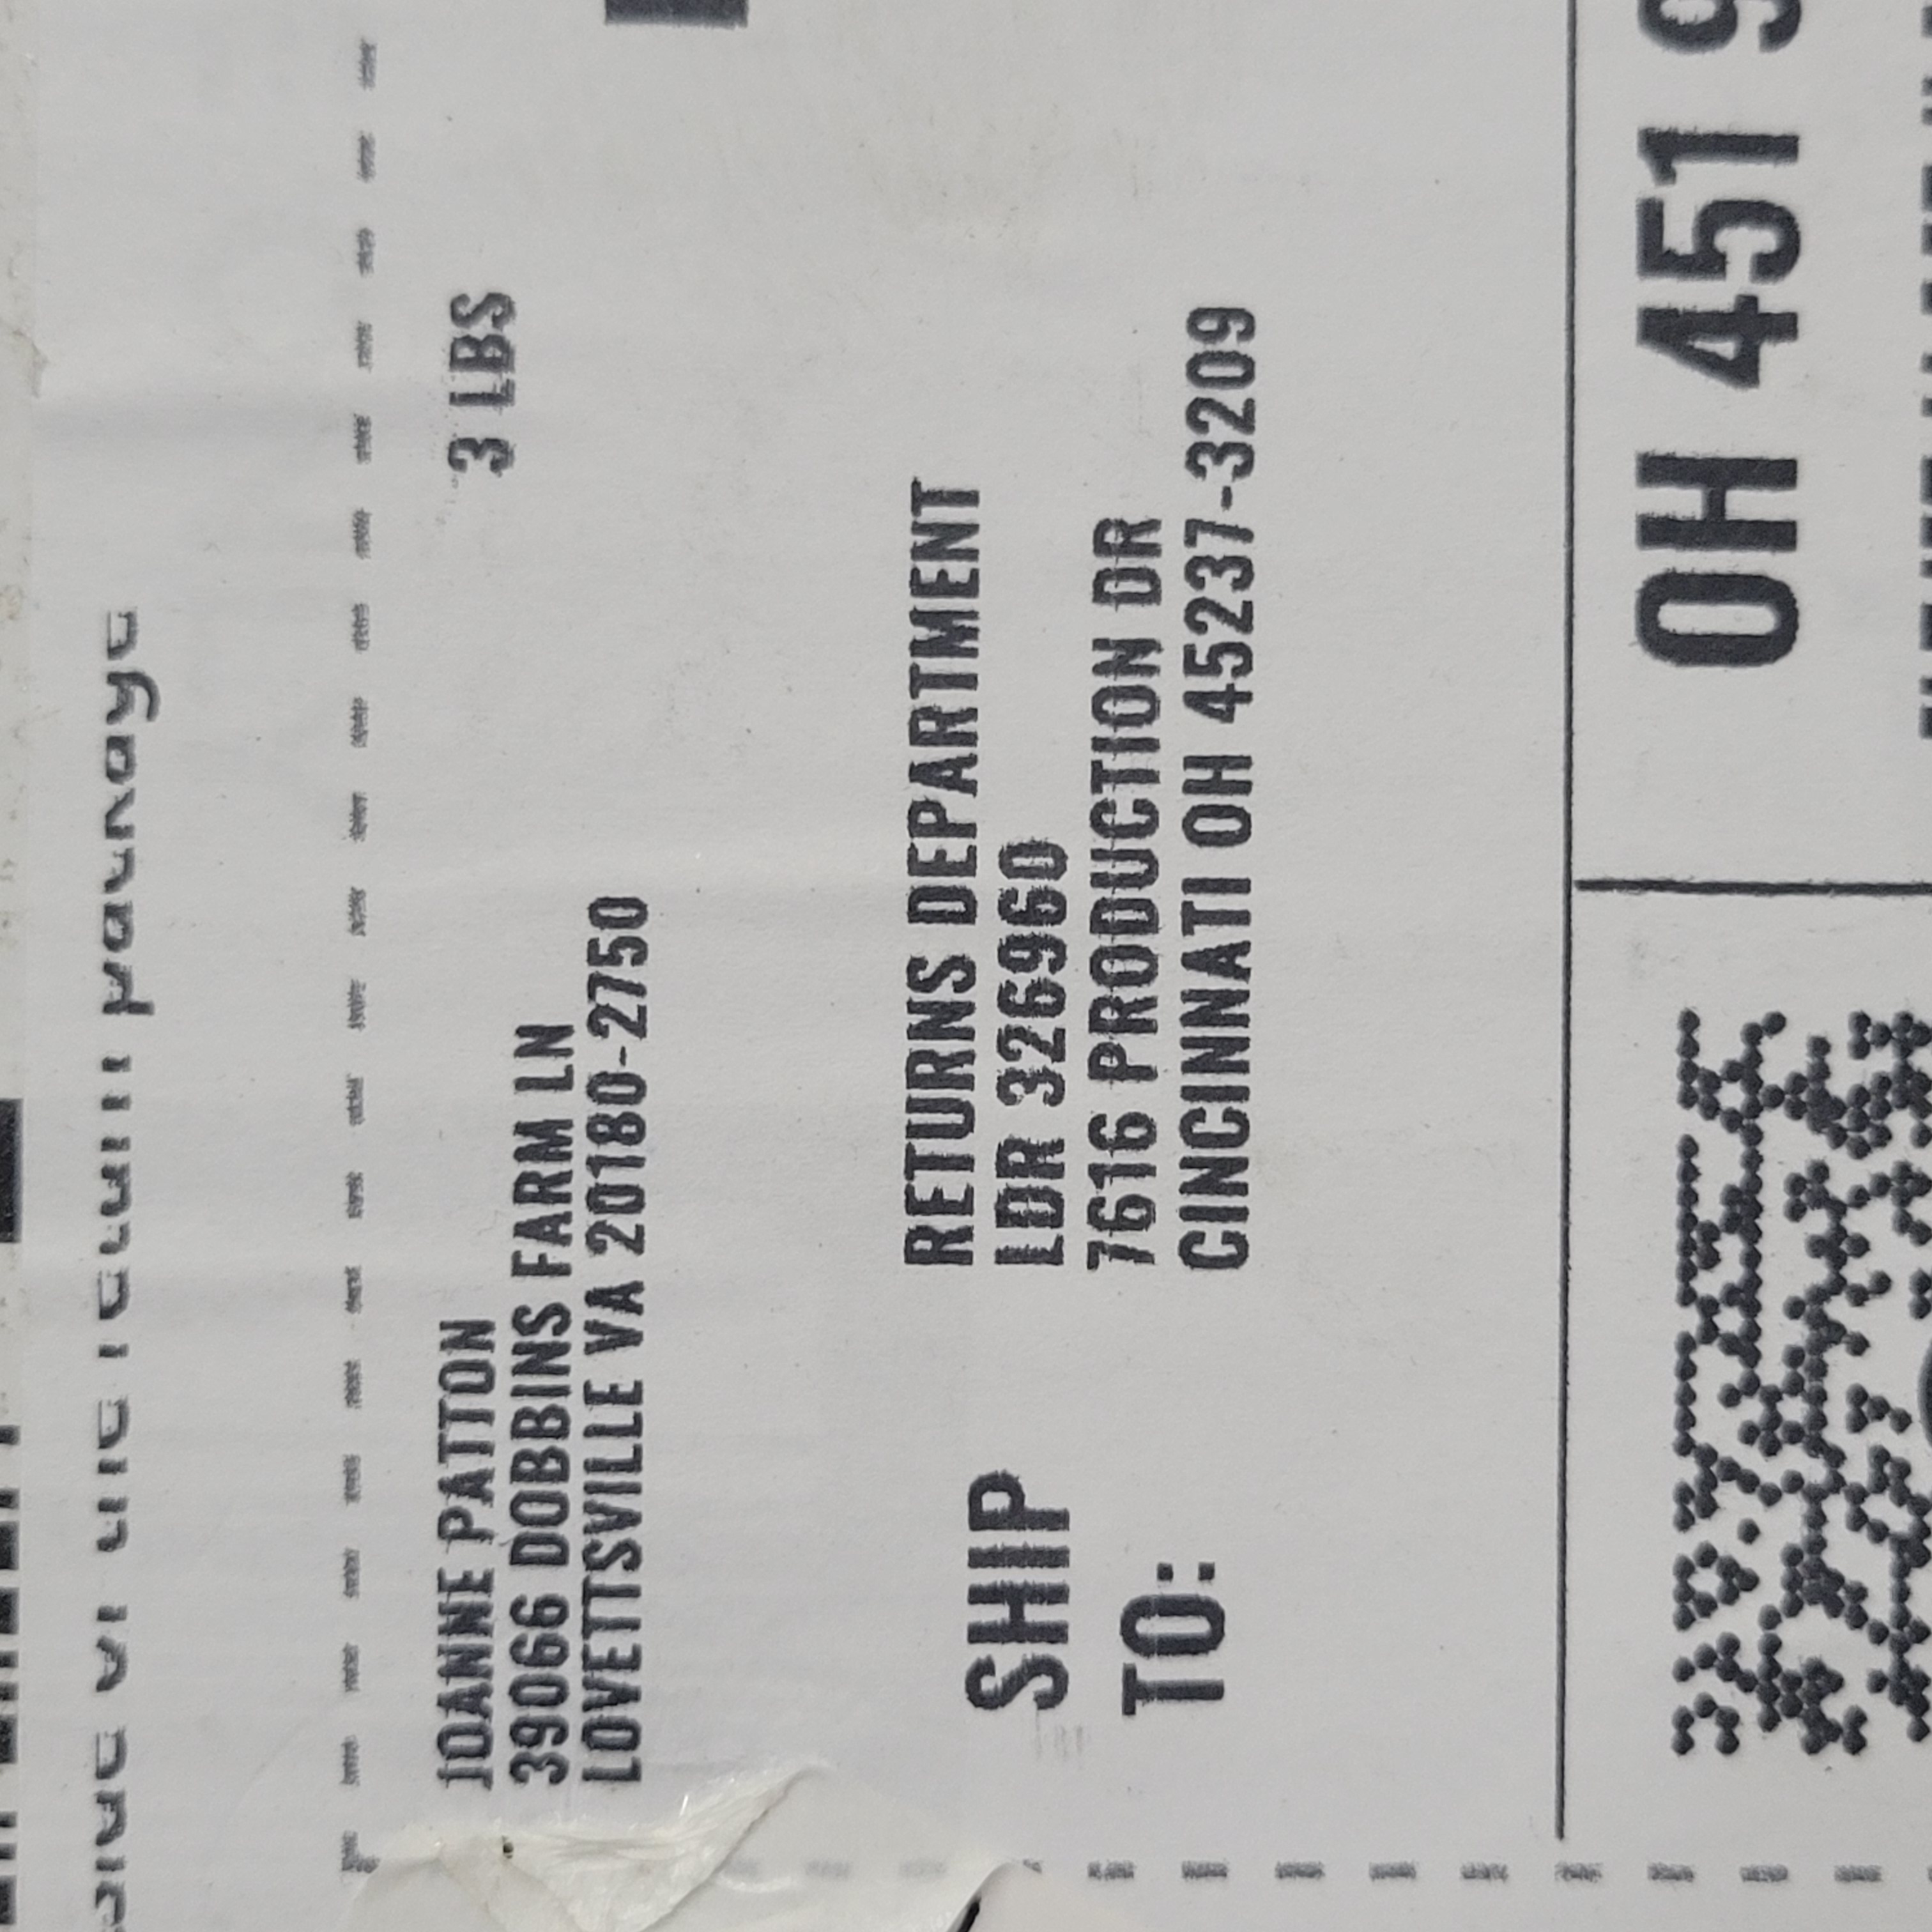 JOANNE PATTON
39066 DOBBINS FARM LN
LOVETTSVILLE VA 20180-2750
3 LBS
SHIP
TO:
RETURNS DEPARTMENT
LDR 326960
7616 PRODUCTION DR
CINCINNATI OH 45237-3209
OH 451 9